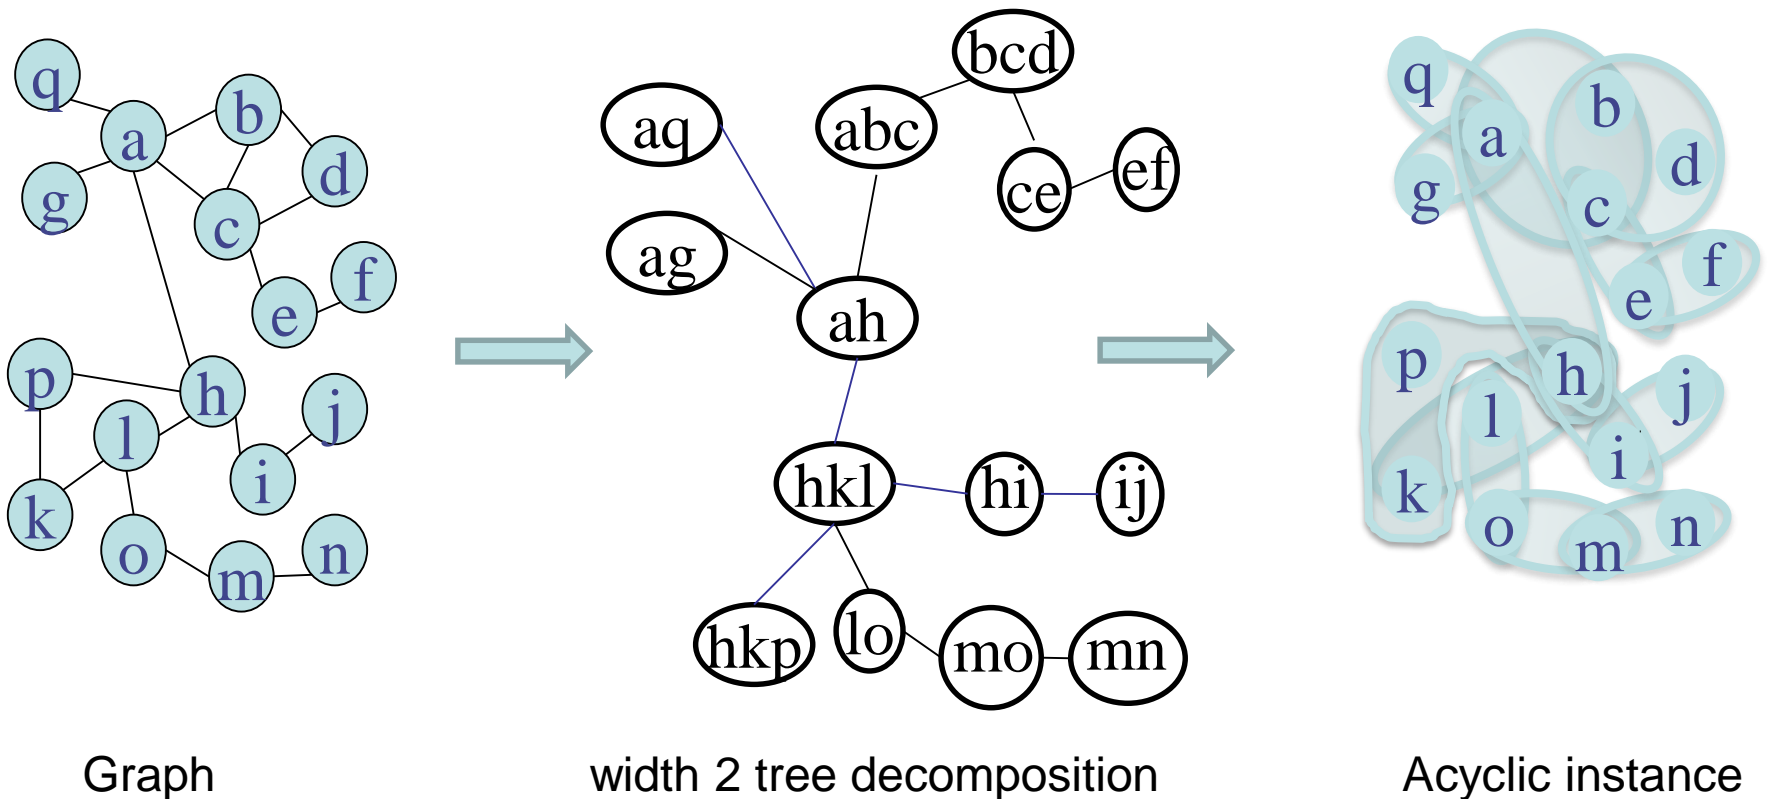 q
a
b
d
g
c
f
e
p
h
j
l
i
k
o
m
n
bcd
aq
abc
ef
ce
ag
ah
hkl
hi
ij
hkp
lo
mo
mn
q
a
b
d
g
c
f
e
p
h
j
l
i
k
o
m
n
Graph
width 2 tree decomposition
Acyclic instance